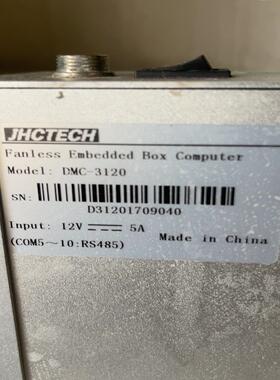 JHCTECH
Fanless Embedded Box Computer
Model: DMC-3120
SN:
D31201709040
Input: 12V ⎓ 5A
(COM5~10:RS485) Made in China